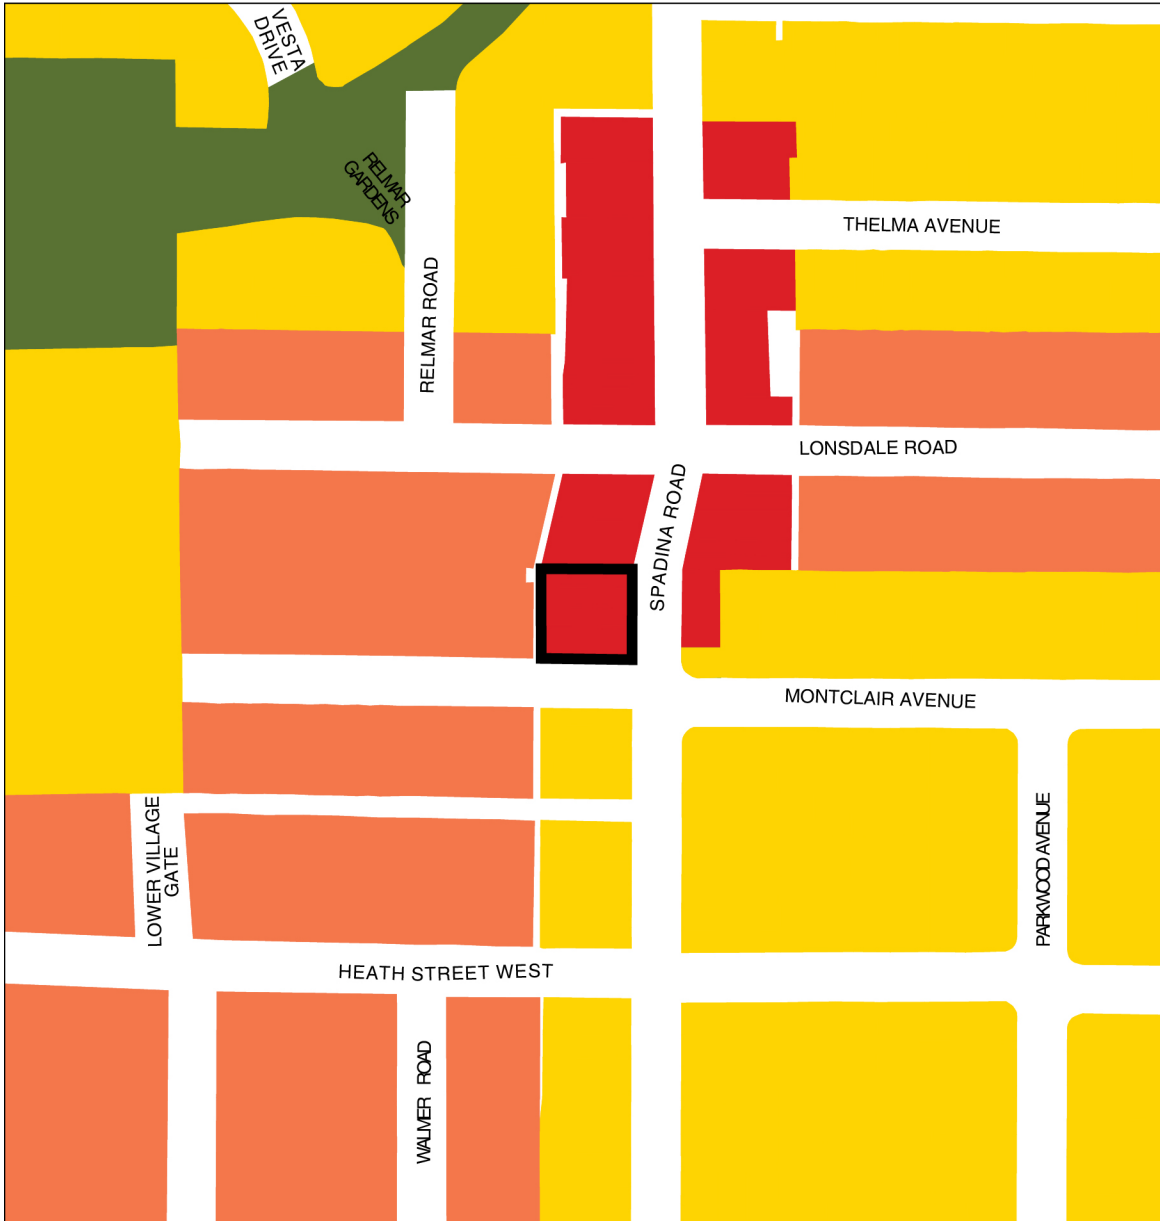 VESTA
DRIVE
RELMAR
GARDENS
THELMA AVENUE
RELMAR ROAD
LONSDALE ROAD
SPADINA ROAD
MONTCLAIR AVENUE
LOWER VILLAGE
GATE
PARKWOOD AVENUE
HEATH STREET WEST
WALMER ROAD